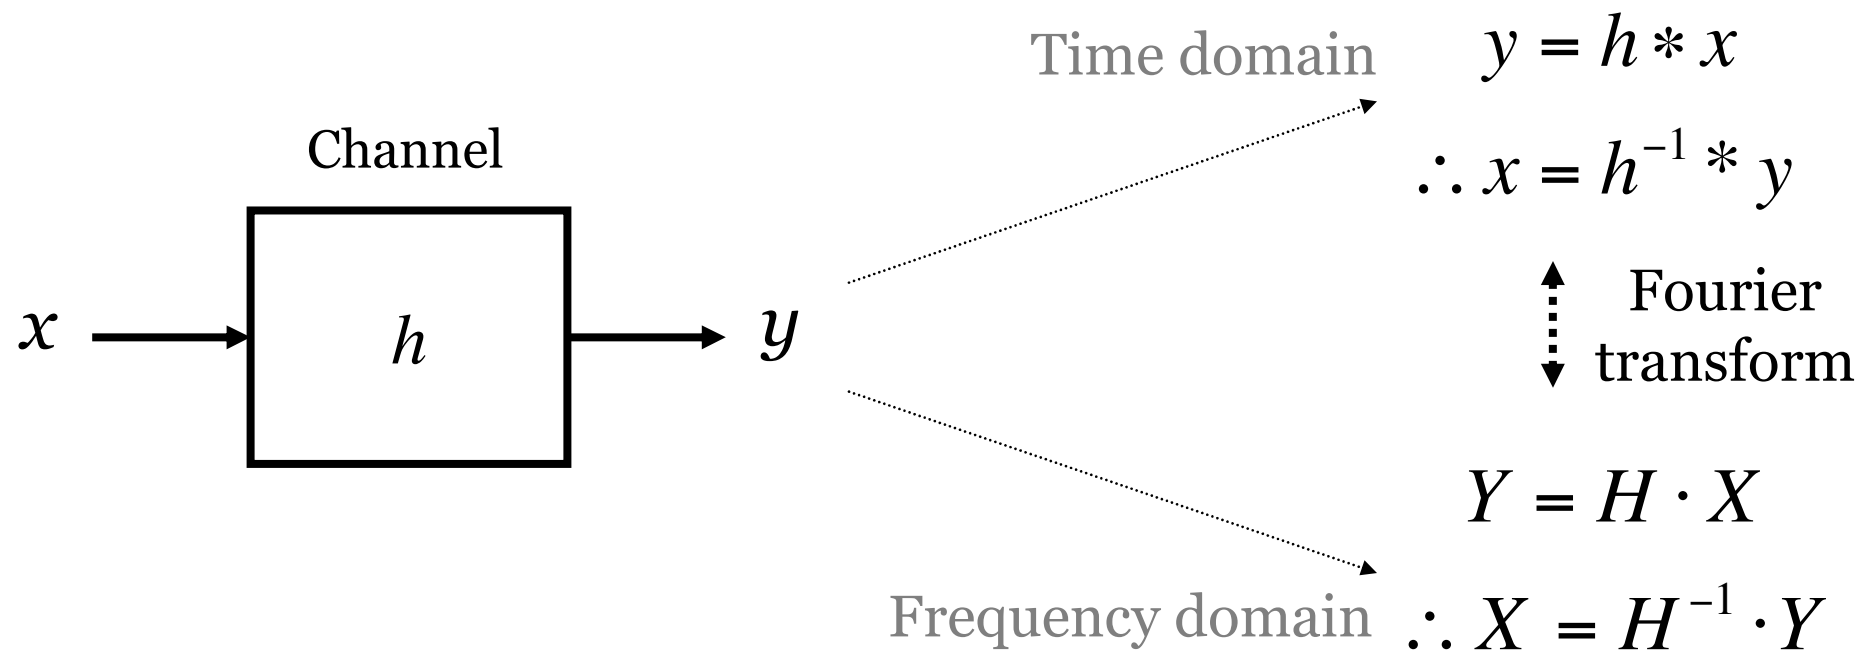 Channel
x
h
y
Time domain
y = h * x
∴ x = h⁻¹ * y
Fourier
transform
Y = H · X
Frequency domain
∴ X = H⁻¹ · Y